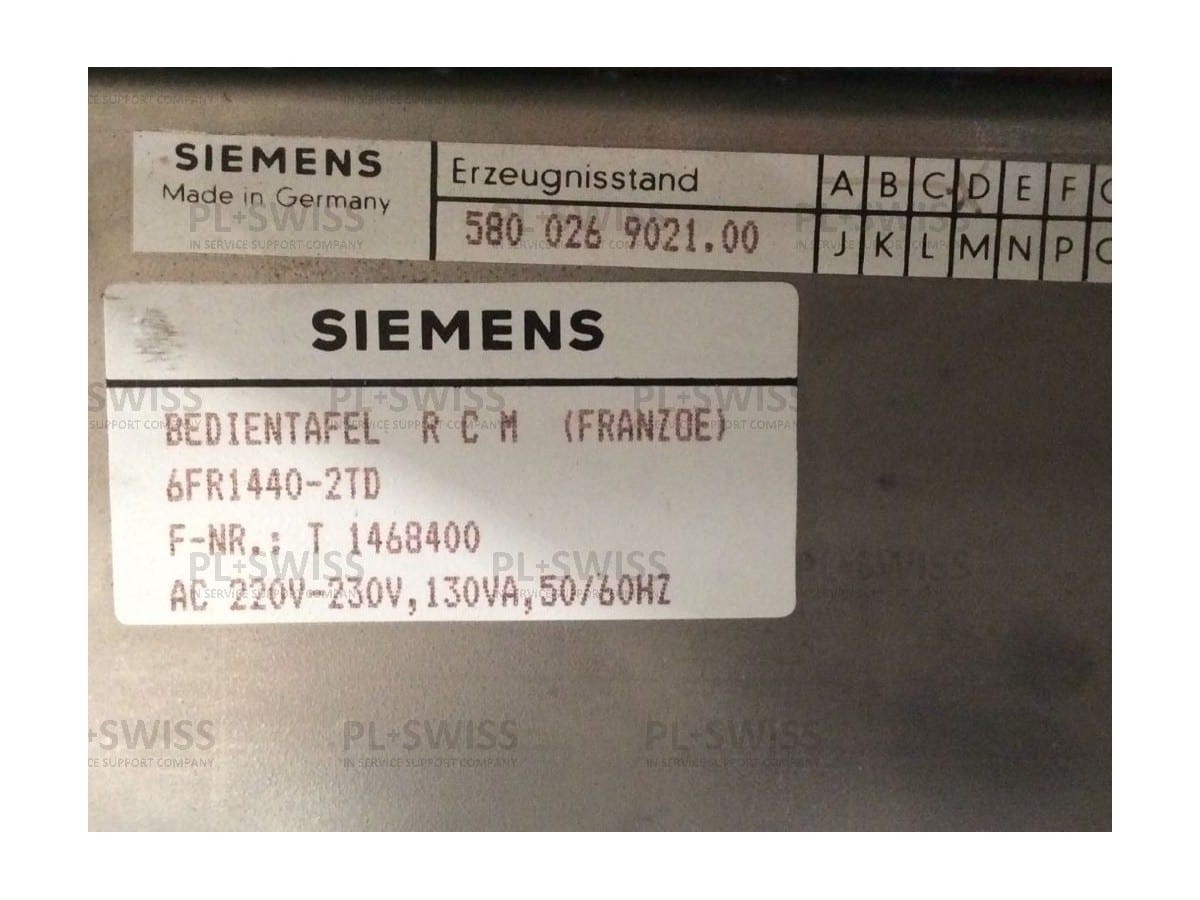 SIEMENS Erzeugnisstand A B C D E F
Made in Germany
580 026 9021.00 J K L M N P
SIEMENS
BEDIENTAFEL R C M (FRANZOE)
6FR1440-2TD
F-NR.: T 1468400
AC 220V-230V,130VA,50/60HZ
PL+SWISS
IN SERVICE SUPPORT COMPANY